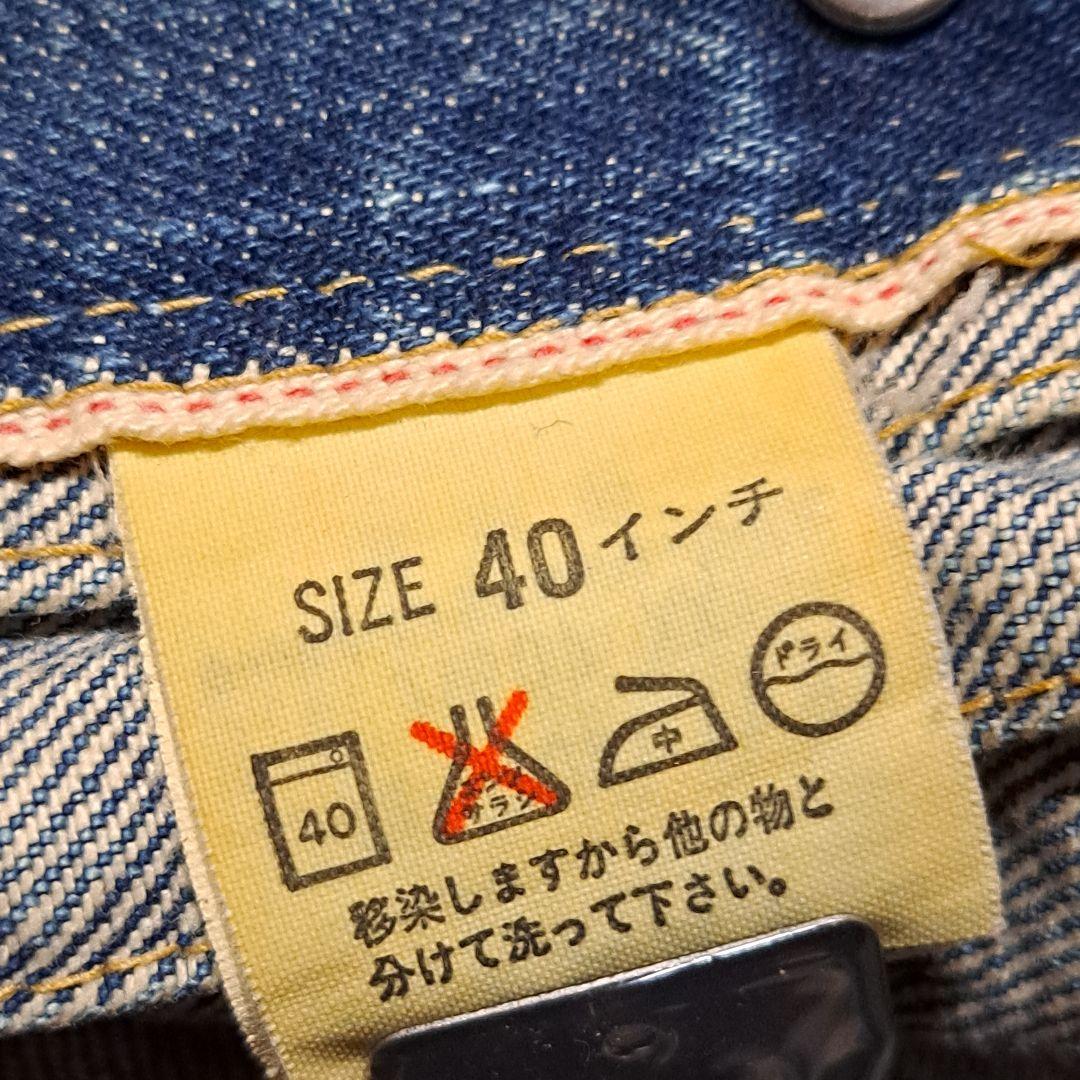 SIZE 40インチ
ドライ
中
40
サラシ
移染しますから他の物と
分けて洗って下さい。